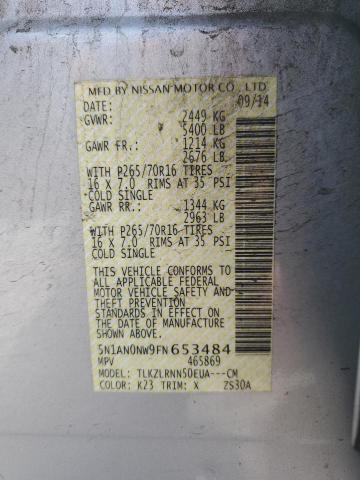 MFD BY NISSAN MOTOR CO., LTD.
DATE: 09/14
GVWR: 2449 KG
5400 LB
GAWR FR.: 1214 KG
2676 LB
WITH P265/70R16 TIRES
16 X 7.0 RIMS AT 35 PSI
COLD SINGLE
GAWR RR.: 1344 KG
2963 LB
WITH P265/70R16 TIRES
16 X 7.0 RIMS AT 35 PSI
COLD SINGLE
THIS VEHICLE CONFORMS TO
ALL APPLICABLE FEDERAL
MOTOR VEHICLE SAFETY AND
THEFT PREVENTION
STANDARDS IN EFFECT ON
THE DATE OF MANUFACTURE
SHOWN ABOVE.
5N1AN0NW9FN653484
MPV 465869
MODEL: TLKZLRNN50EUA---CM
COLOR: K23 TRIM: X ZS30A